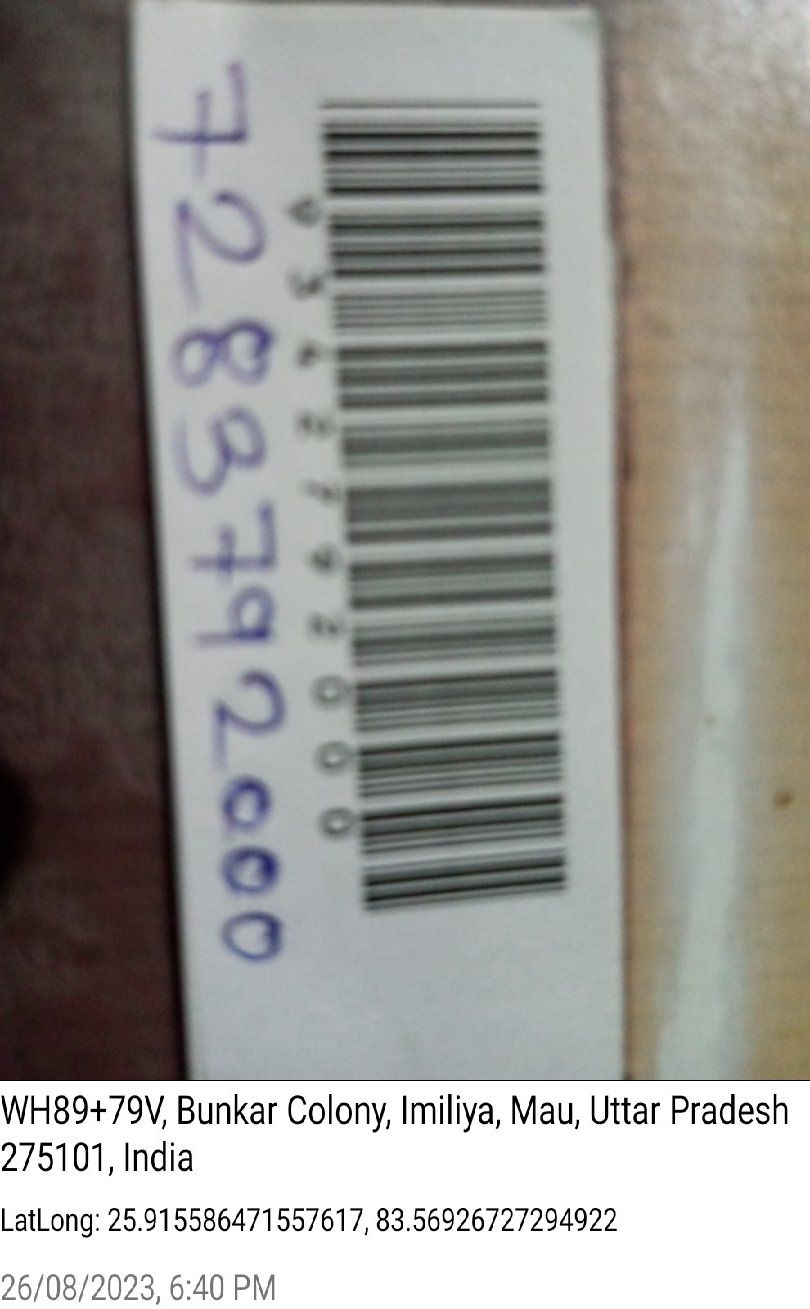 7283792000
9342792000
WH89+79V, Bunkar Colony, Imiliya, Mau, Uttar Pradesh
275101, India
LatLong: 25.915586471557617, 83.56926727294922
26/08/2023, 6:40 PM